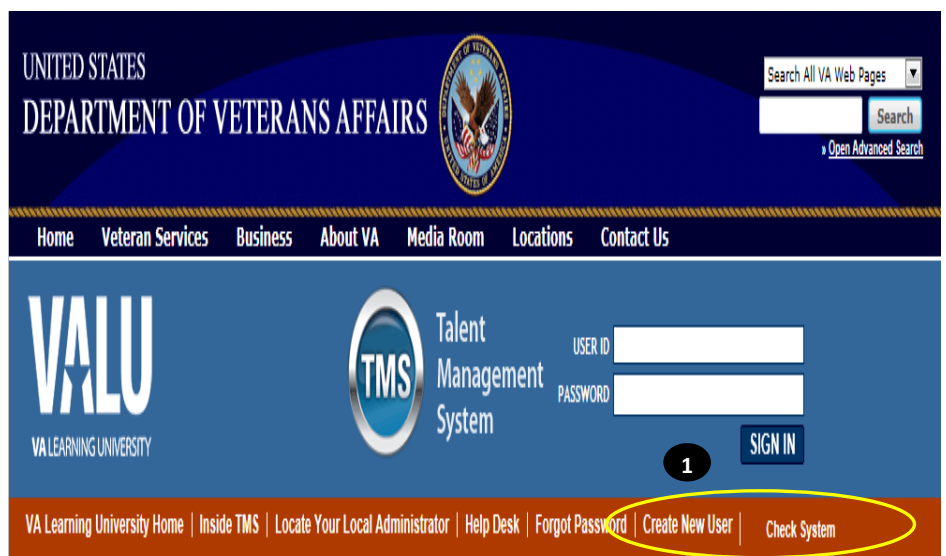 UNITED STATES
DEPARTMENT OF VETERANS AFFAIRS
Search All VA Web Pages
Search
» Open Advanced Search
Home Veteran Services Business About VA Media Room Locations Contact Us
VALU
VA LEARNING UNIVERSITY
TMS
Talent
Management
System
USER ID
PASSWORD
SIGN IN
1
VA Learning University Home | Inside TMS | Locate Your Local Administrator | Help Desk | Forgot Password | Create New User | Check System